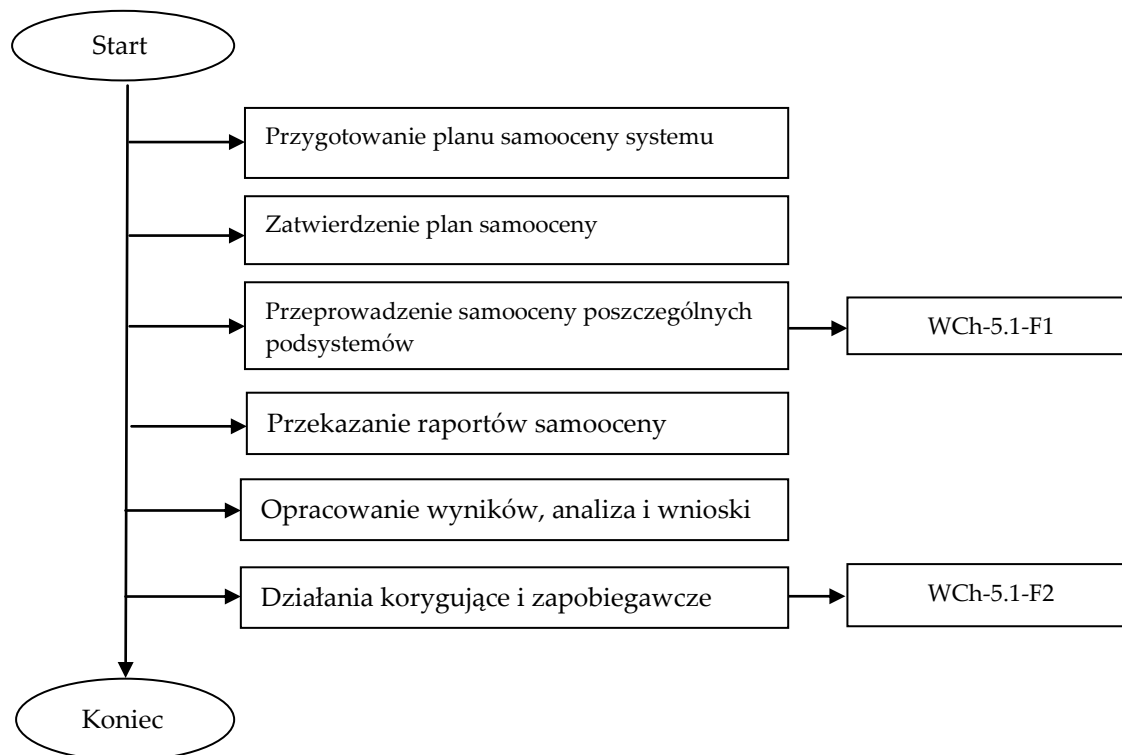 Start
Przygotowanie planu samooceny systemu
Zatwierdzenie plan samooceny
Przeprowadzenie samooceny poszczególnych
podsystemów
WCh-5.1-F1
Przekazanie raportów samooceny
Opracowanie wyników, analiza i wnioski
Działania korygujące i zapobiegawcze
WCh-5.1-F2
Koniec